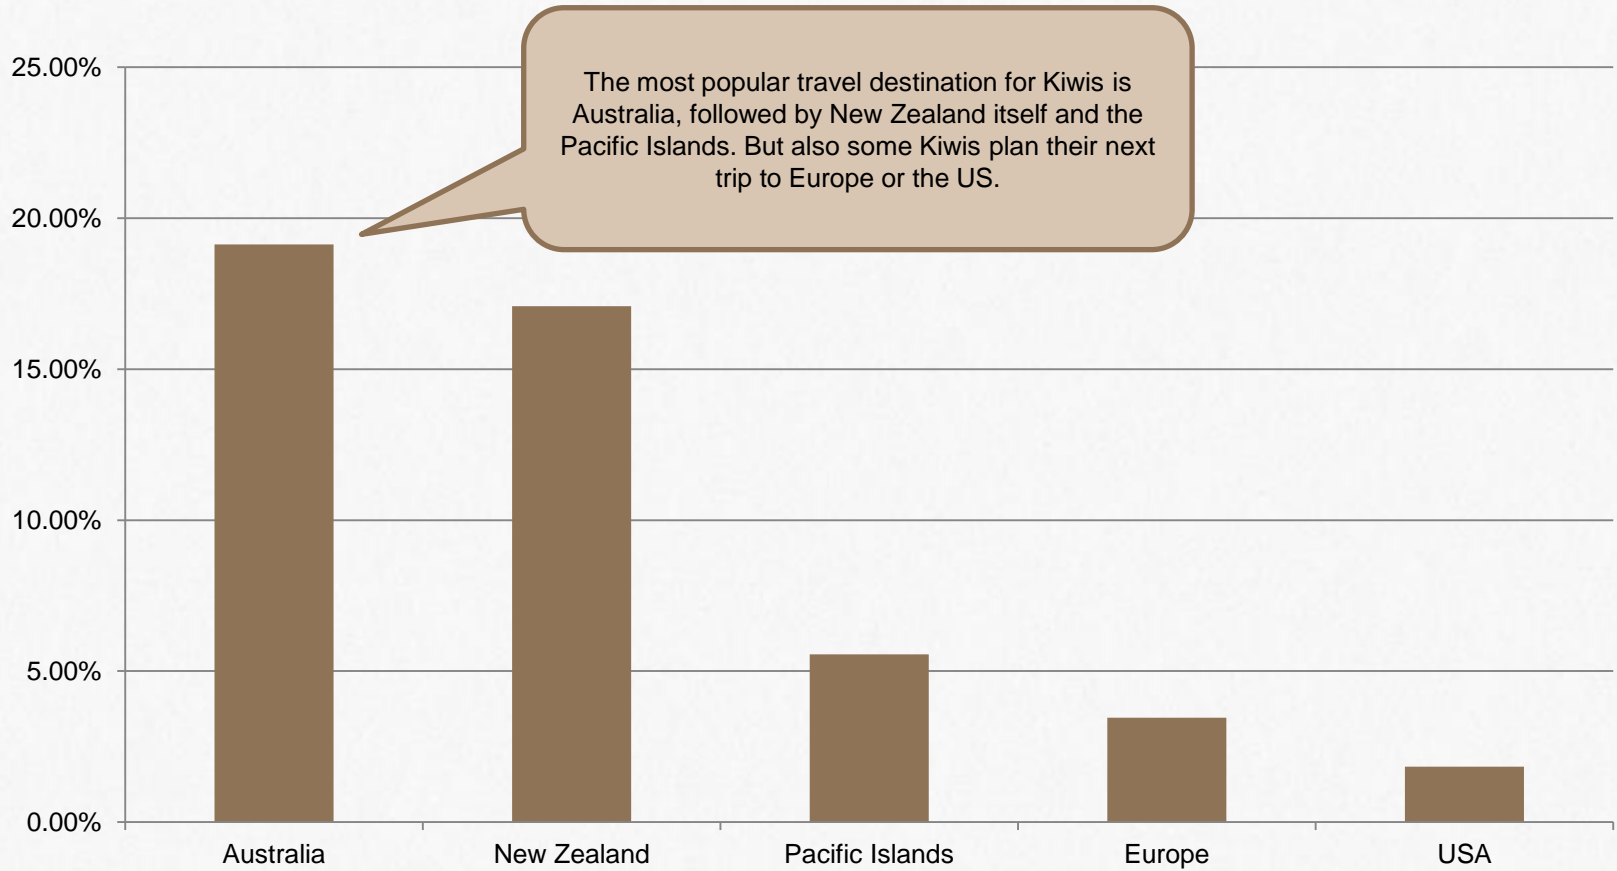 The most popular travel destination for Kiwis is
Australia, followed by New Zealand itself and the
Pacific Islands. But also some Kiwis plan their next
trip to Europe or the US.
25.00%
20.00%
15.00%
10.00%
5.00%
0.00%
Australia
New Zealand
Pacific Islands
Europe
USA